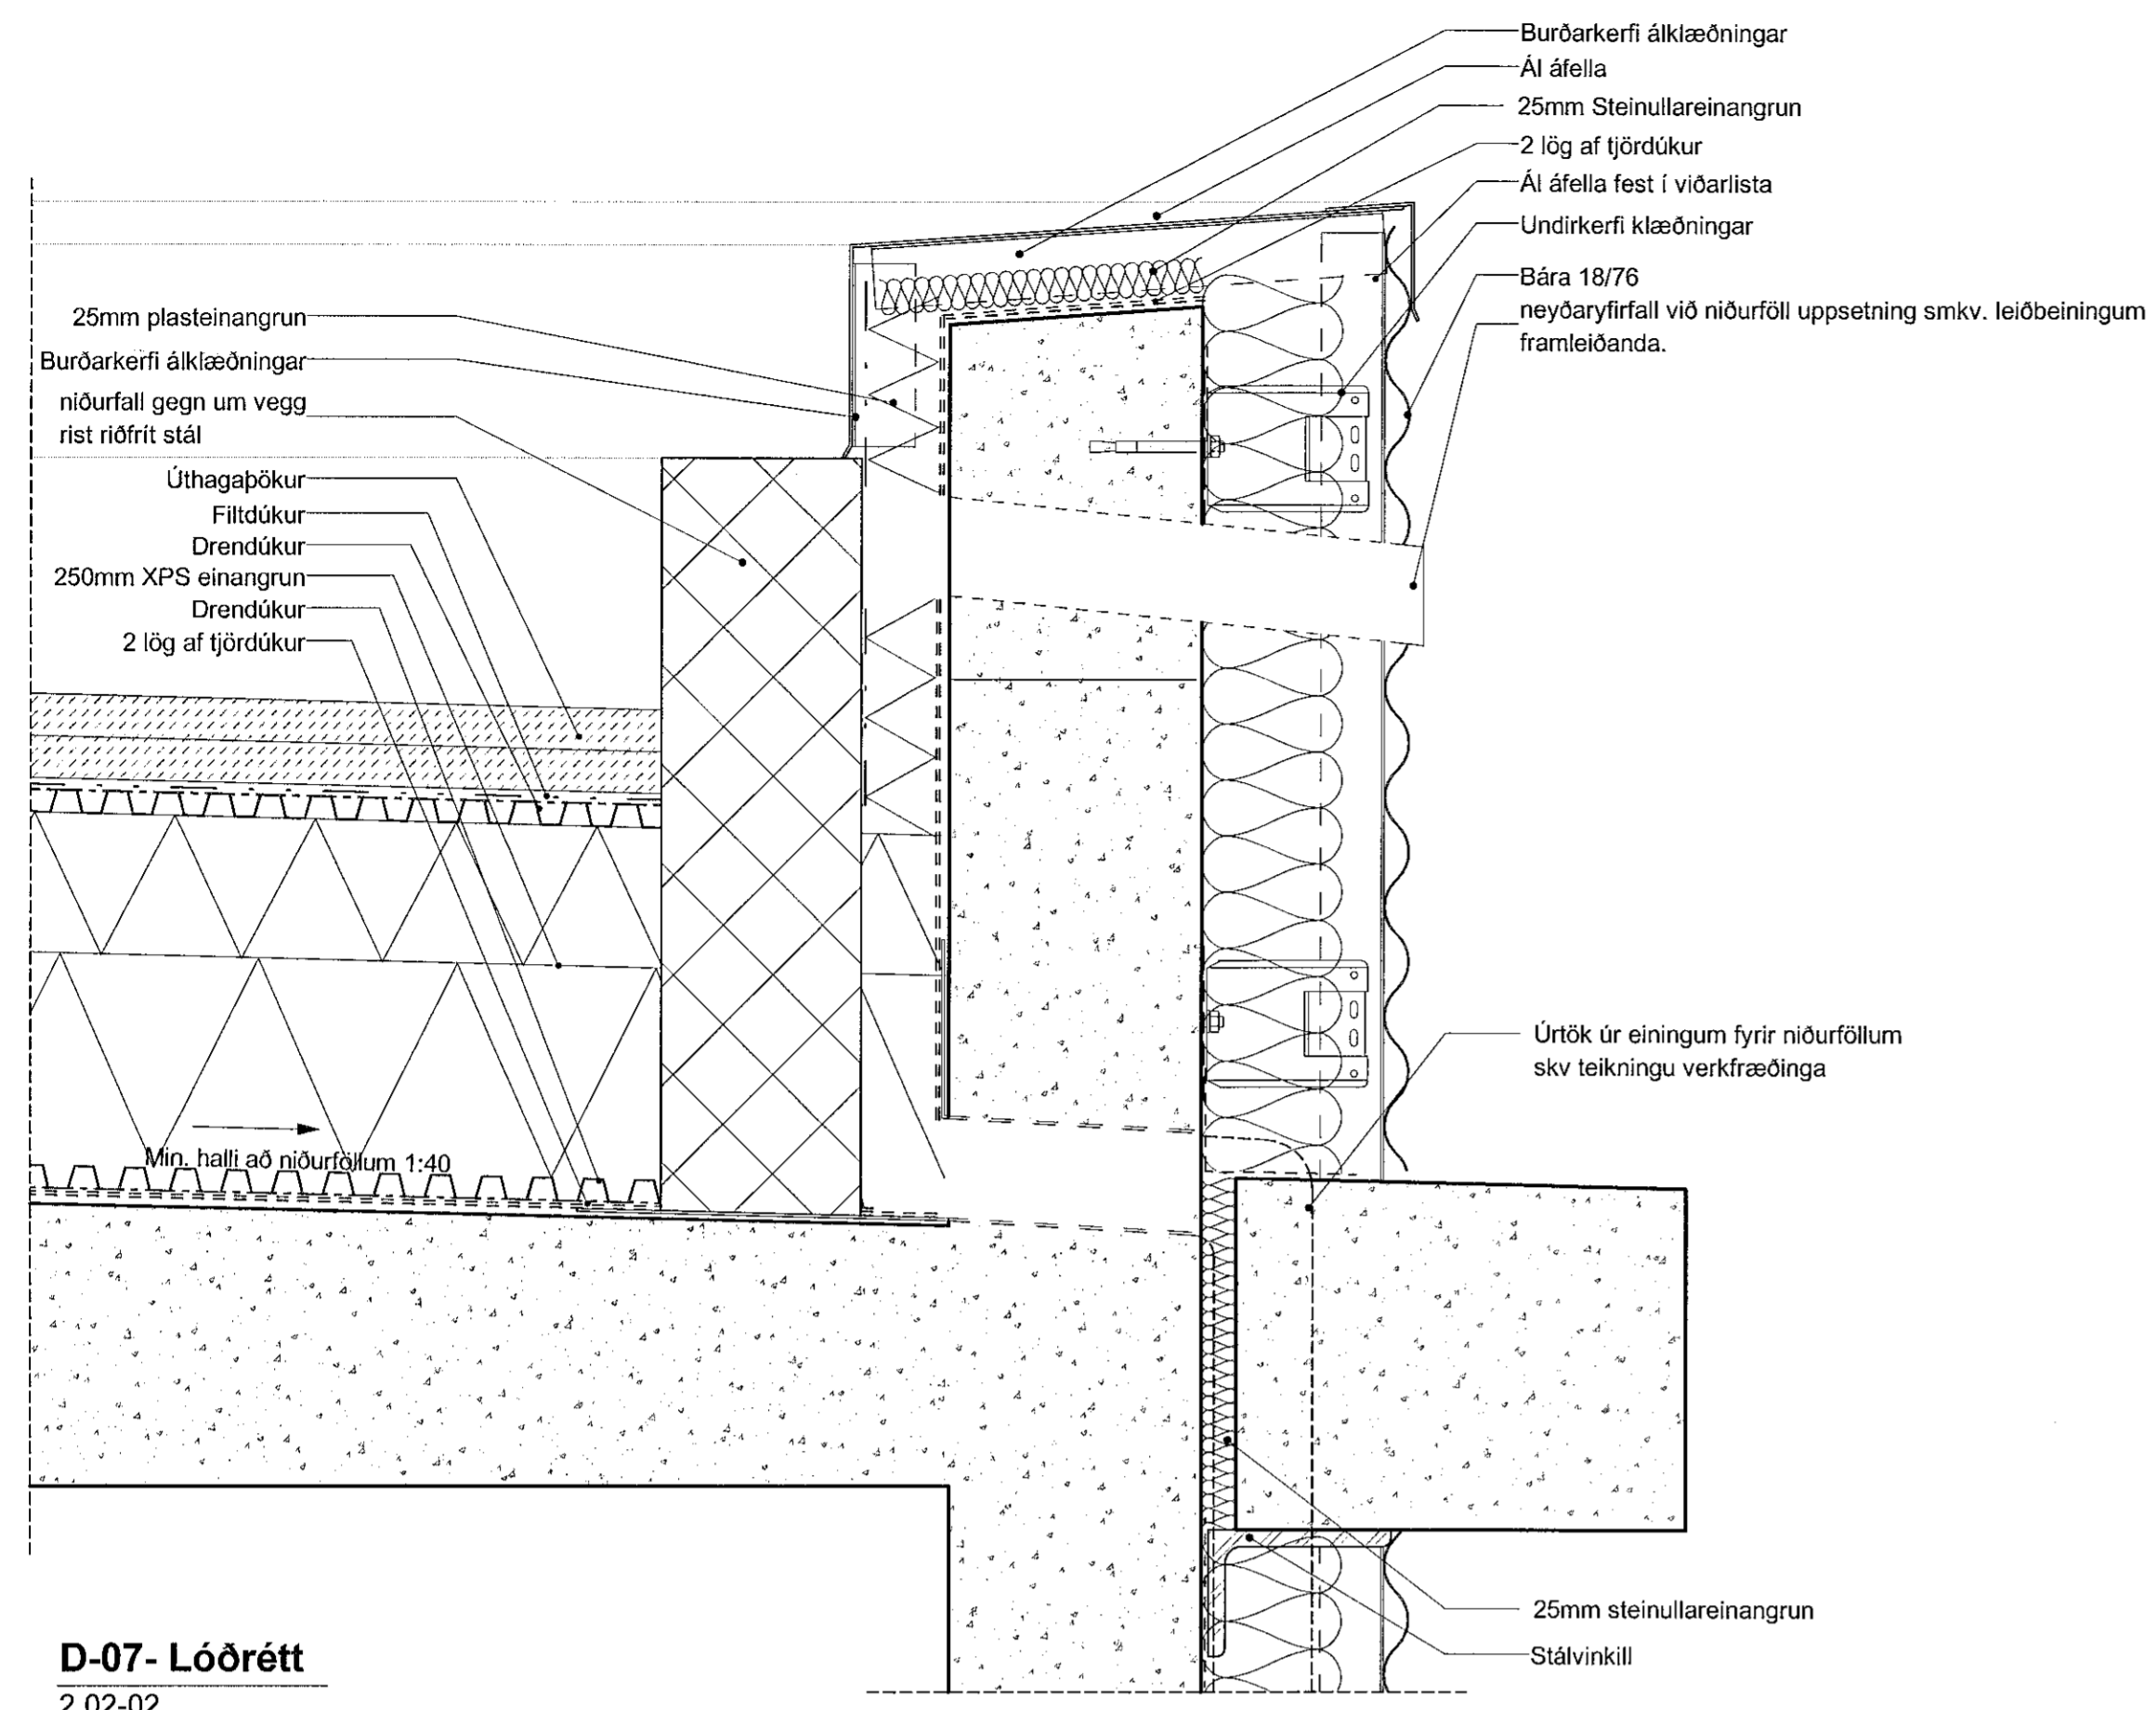 Burðarkerfi álklæðningar
Ál áfella
25mm Steinullareinangrun
2 lög af tjördúkur
Ál áfella fest í viðarlista
Undirkerfi klæðningar
Bára 18/76
neyðaryfirfall við niðurföll uppsetning smkv. leiðbeiningum
framleiðanda.
25mm plasteinangrun
Burðarkerfi álklæðningar
niðurfall gegn um vegg
rist riðfrít stál
Úthagaþökur
Filtdúkur
Drendúkur
250mm XPS einangrun
Drendúkur
2 lög af tjördúkur
Úrtök úr einingum fyrir niðurföllum
skv teikningu verkfræðinga
Min. halli að niðurföllum 1:40
25mm steinullareinangrun
Stálvinkill
D-07- Lóðrétt
2.02-02